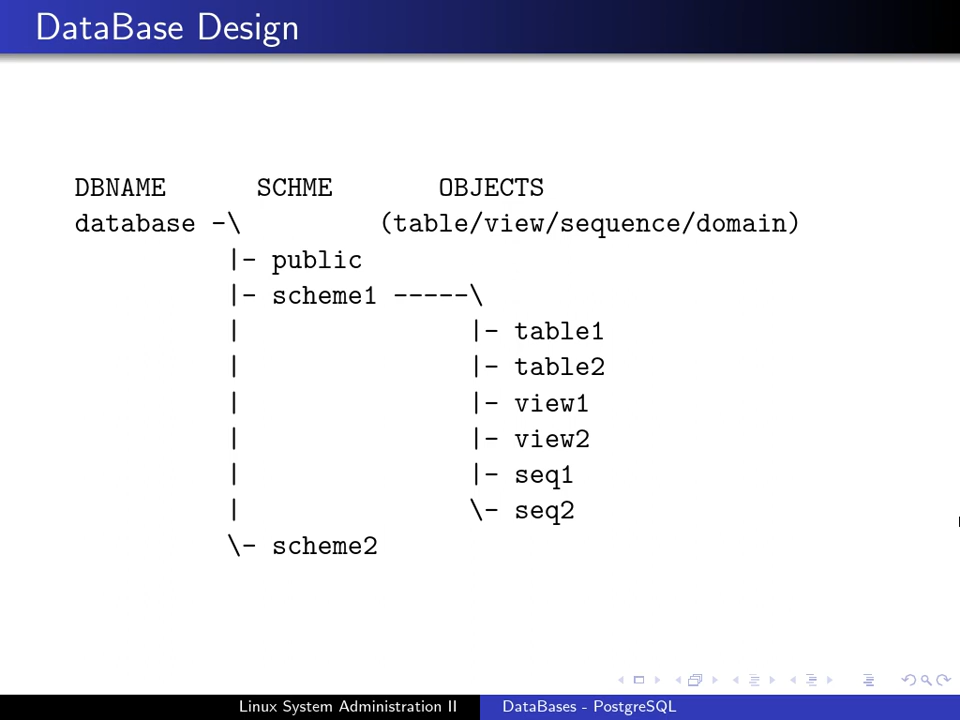 DataBase Design
DBNAME      SCHME       OBJECTS
database -\         (table/view/sequence/domain)
          |- public
          |- scheme1 -----\
          |               |- table1
          |               |- table2
          |               |- view1
          |               |- view2
          |               |- seq1
          |               \- seq2
          \- scheme2
Linux System Administration II    DataBases - PostgreSQL